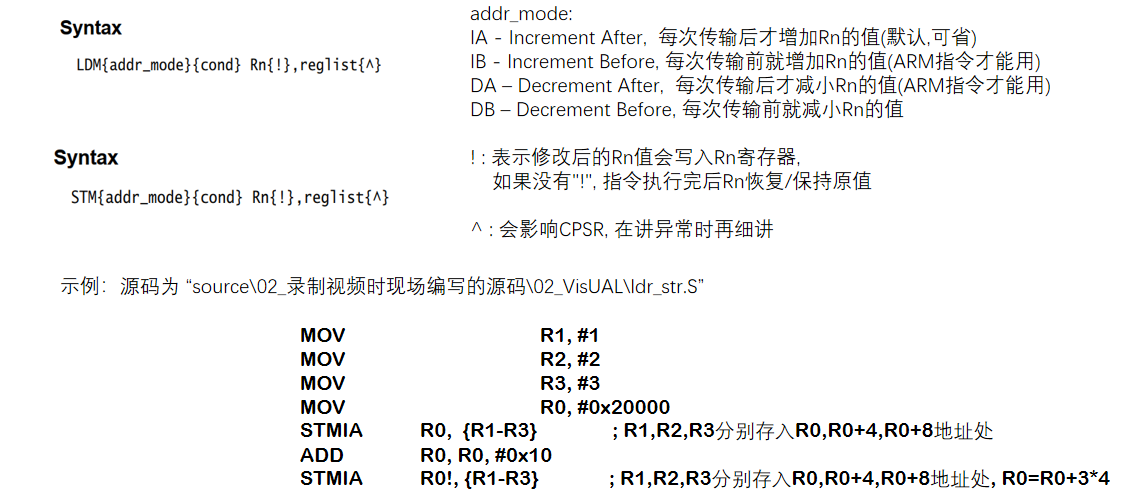 Syntax
LDM{addr_mode}{cond} Rn{!},reglist{^}
addr_mode:
IA - Increment After, 每次传输后才增加Rn的值(默认,可省)
IB - Increment Before, 每次传输前就增加Rn的值(ARM指令才能用)
DA – Decrement After, 每次传输后才减小Rn的值(ARM指令才能用)
DB – Decrement Before, 每次传输前就减小Rn的值
Syntax
STM{addr_mode}{cond} Rn{!},reglist{^}
! : 表示修改后的Rn值会写入Rn寄存器,
如果没有"!", 指令执行完后Rn恢复/保持原值
^ : 会影响CPSR, 在讲异常时再细讲
示例：源码为 “source\02_录制视频时现场编写的源码\02_VisUAL\ldr_str.S”
MOV R1, #1
MOV R2, #2
MOV R3, #3
MOV R0, #0x20000
STMIA R0, {R1-R3} ; R1,R2,R3分别存入R0,R0+4,R0+8地址处
ADD R0, R0, #0x10
STMIA R0!, {R1-R3} ; R1,R2,R3分别存入R0,R0+4,R0+8地址处, R0=R0+3*4